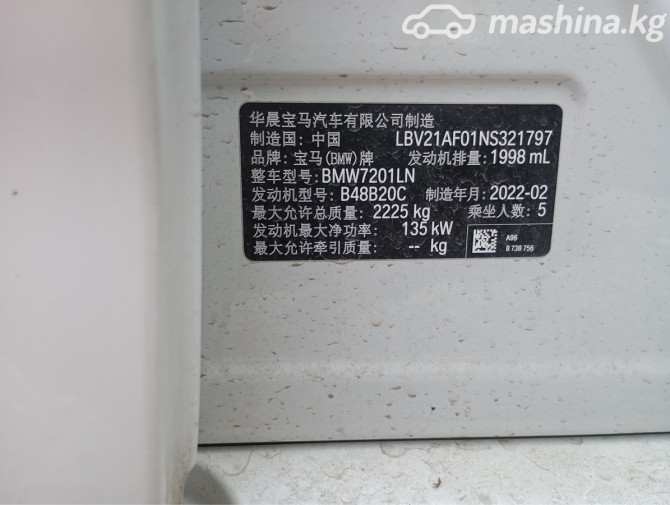 mashina.kg
华晨宝马汽车有限公司制造
制造国: 中国 LBV21AF01NS321797
品牌: 宝马(BMW)牌 发动机排量: 1998 mL
整车型号: BMW7201LN
发动机型号: B48B20C 制造年月: 2022-02
最大允许总质量: 2225 kg 乘坐人数: 5
发动机最大净功率: 135 kW
最大允许牵引质量: -- kg
A96
8 738 756